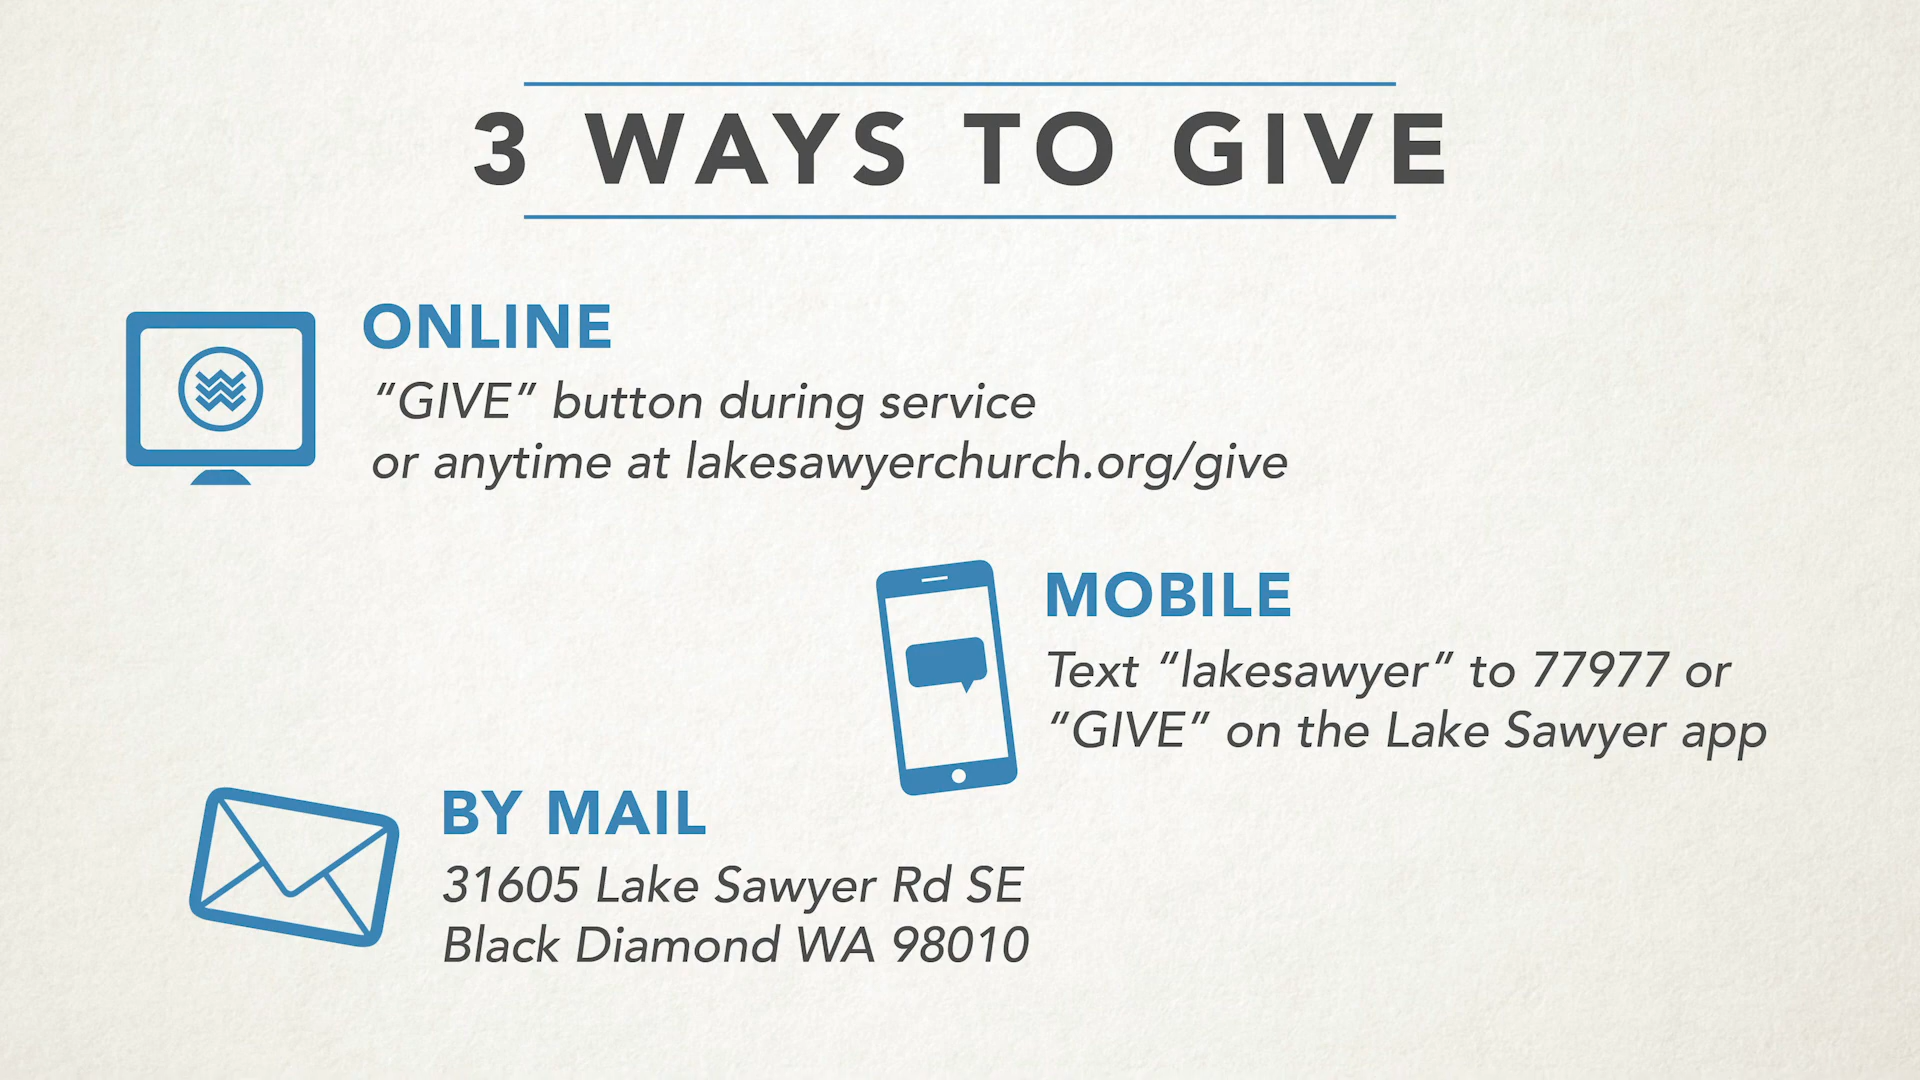 3 WAYS TO GIVE
ONLINE
“GIVE” button during service
or anytime at lakesawyerchurch.org/give
MOBILE
Text “lakesawyer” to 77977 or
“GIVE” on the Lake Sawyer app
BY MAIL
31605 Lake Sawyer Rd SE
Black Diamond WA 98010